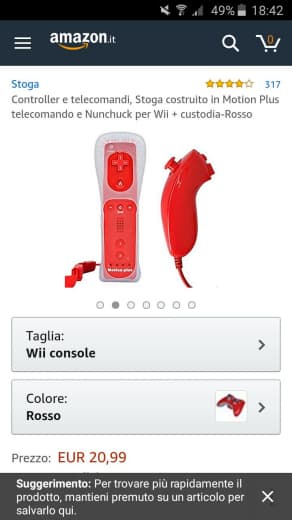 49% 18:42
amazon.it
0
Stoga
317
Controller e telecomandi, Stoga costruito in Motion Plus
telecomando e Nunchuck per Wii + custodia-Rosso
Motion plus
Taglia:
Wii console
Colore:
Rosso
Prezzo: EUR 20,99
Suggerimento: Per trovare più rapidamente il
prodotto, mantieni premuto su un articolo per
salvarlo qui.